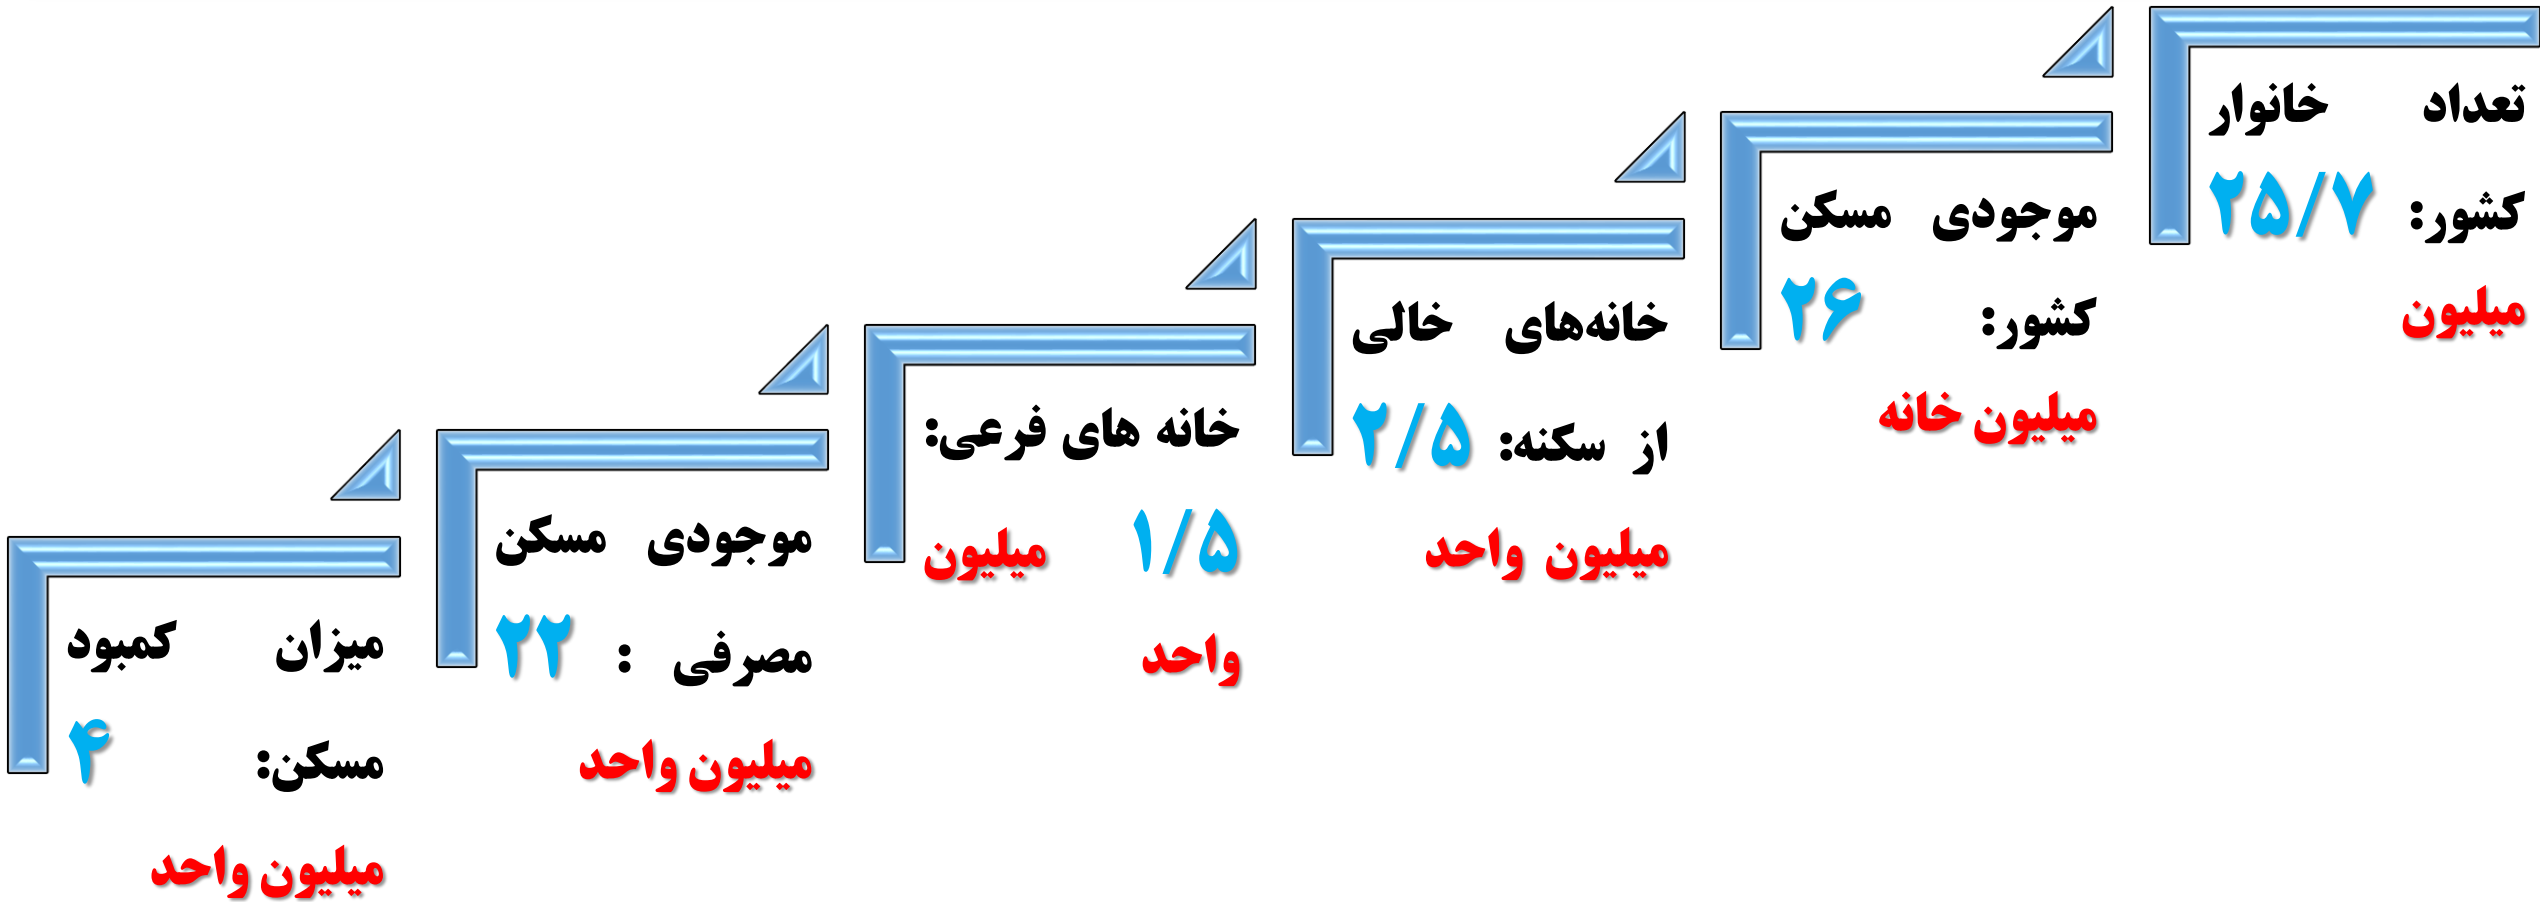 تعداد خانوار
کشور: ۲۵/۷
میلیون
موجودی مسکن
کشور: ۲۶
میلیون خانه
خانه‌های خالی
از سکنه: ۲/۵
میلیون واحد
خانه های فرعی:
۱/۵ میلیون
واحد
موجودی مسکن
مصرفی : ۲۲
میلیون واحد
میزان کمبود
مسکن: ۴
میلیون واحد